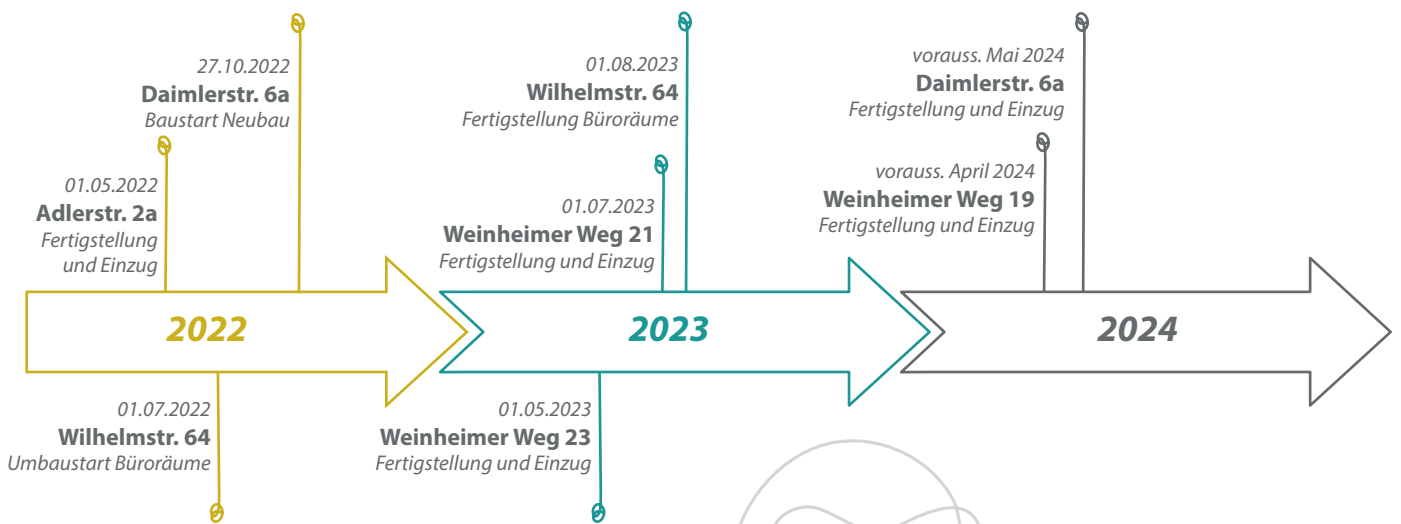 27.10.2022
Daimlerstr. 6a
Baustart Neubau
01.05.2022
Adlerstr. 2a
Fertigstellung
und Einzug
2022
01.07.2022
Wilhelmstr. 64
Umbaustart Büroräume
01.08.2023
Wilhelmstr. 64
Fertigstellung Büroräume
01.07.2023
Weinheimer Weg 21
Fertigstellung und Einzug
2023
01.05.2023
Weinheimer Weg 23
Fertigstellung und Einzug
vorauss. Mai 2024
Daimlerstr. 6a
Fertigstellung und Einzug
vorauss. April 2024
Weinheimer Weg 19
Fertigstellung und Einzug
2024